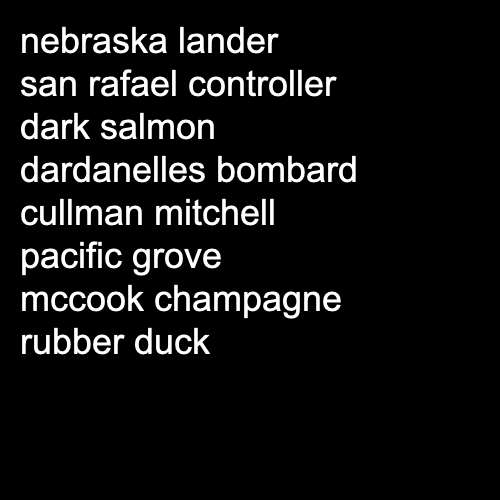 nebraska lander
san rafael controller
dark salmon
dardanelles bombard
cullman mitchell
pacific grove
mccook champagne
rubber duck